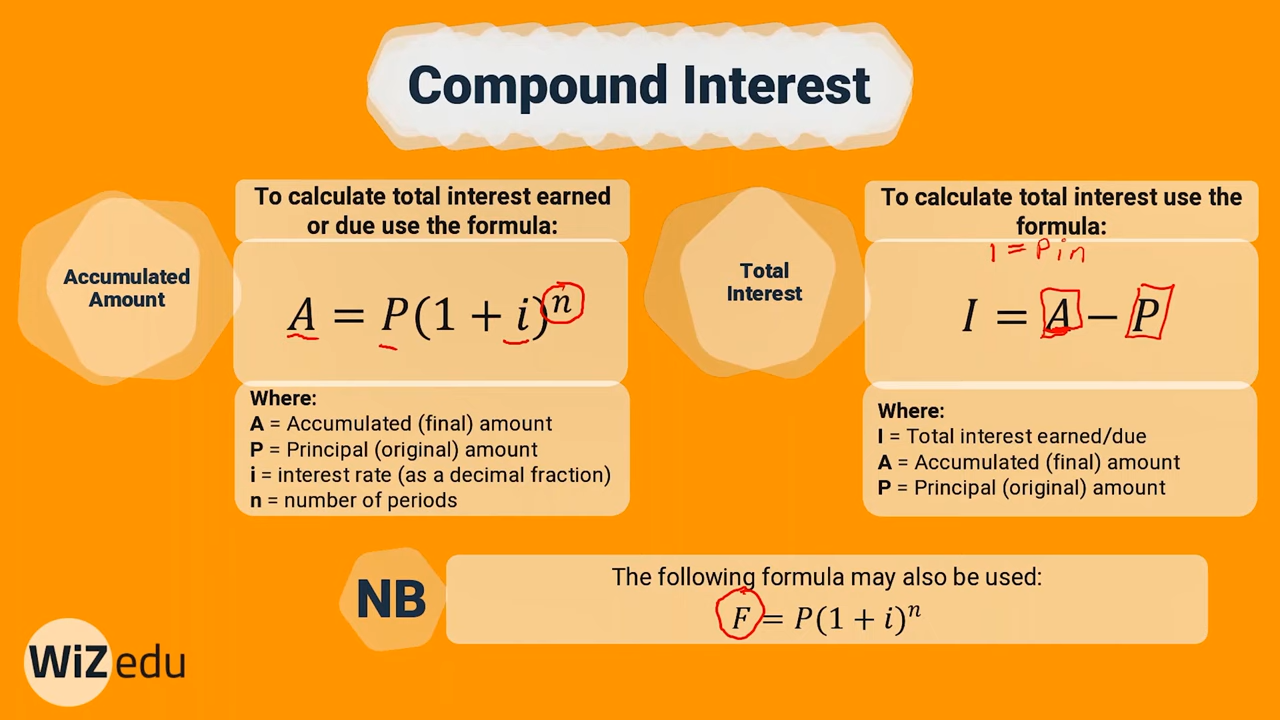 Compound Interest
Accumulated
Amount
To calculate total interest earned
or due use the formula:
A = P(1 + i)ⁿ
Where:
A = Accumulated (final) amount
P = Principal (original) amount
i = interest rate (as a decimal fraction)
n = number of periods
Total
Interest
To calculate total interest use the
formula:
I = Pin
I = A − P
Where:
I = Total interest earned/due
A = Accumulated (final) amount
P = Principal (original) amount
NB
The following formula may also be used:
F = P(1 + i)ⁿ
WiZedu